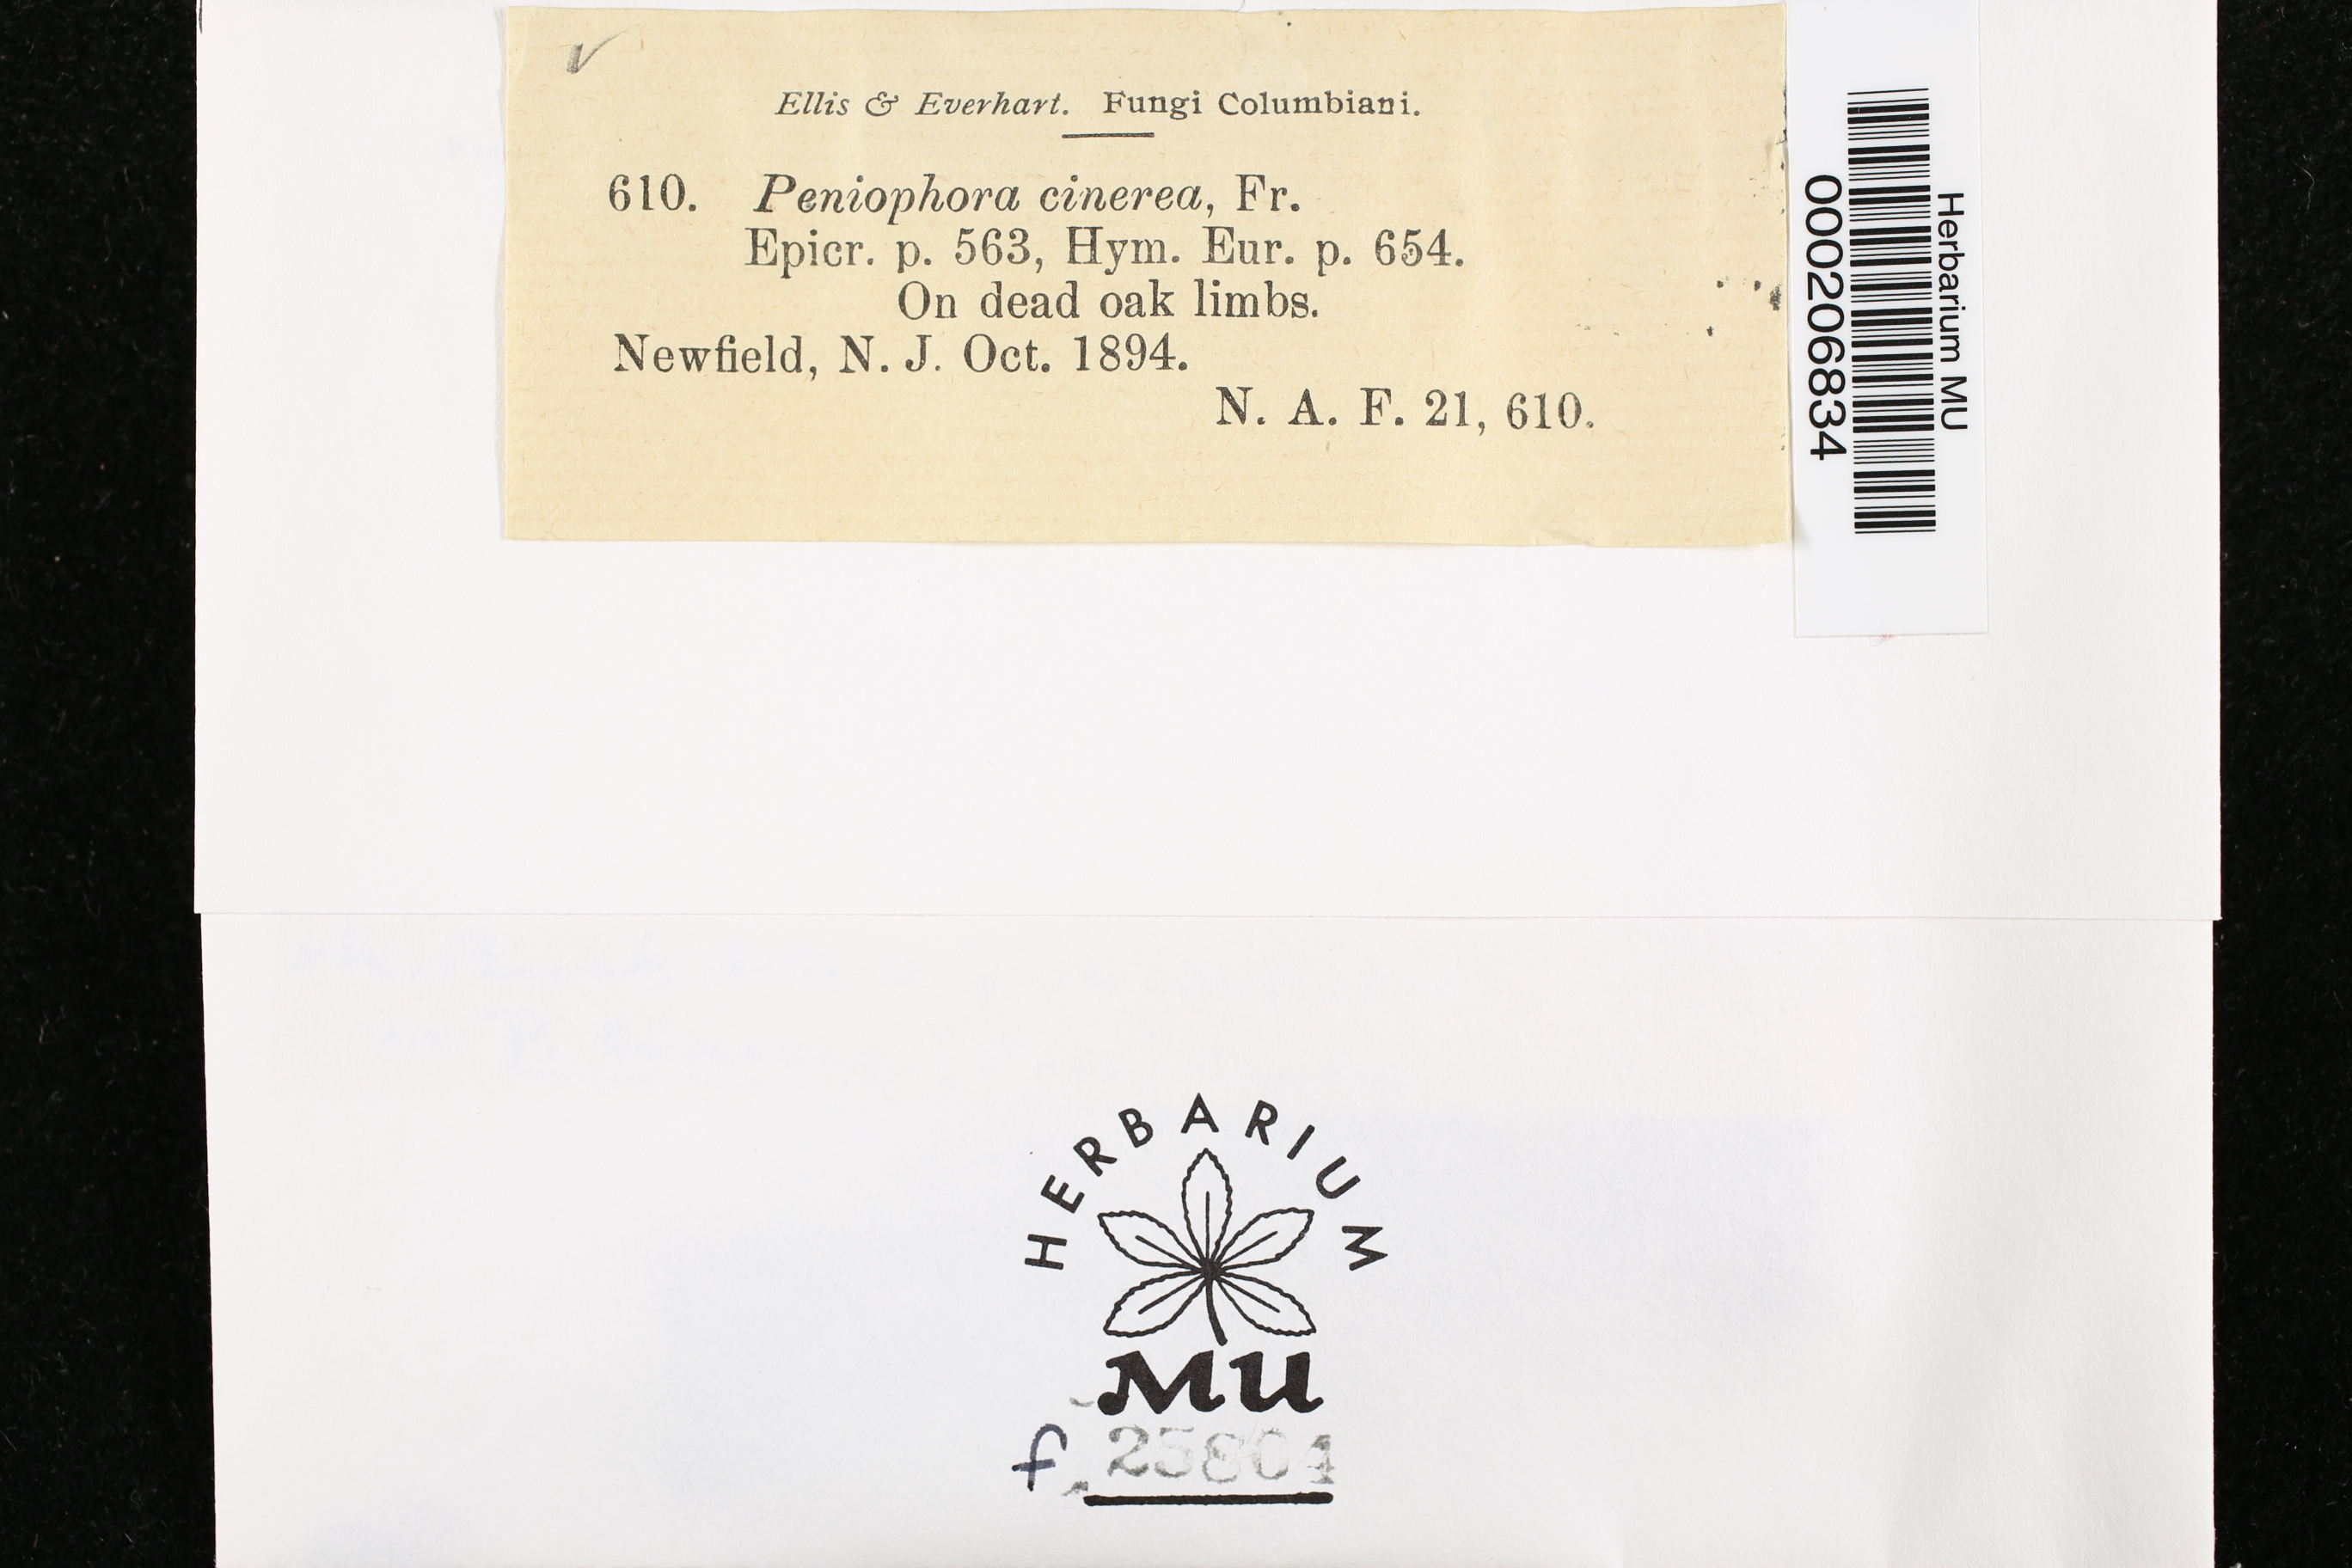 Ellis & Everhart. Fungi Columbiani.
610. Peniophora cinerea, Fr.
Epicr. p. 563, Hym. Eur. p. 654.
On dead oak limbs.
Newfield, N. J. Oct. 1894.
N. A. F. 21, 610.
Herbarium MU
000206834
HERBARIUM
MU
f. 25804